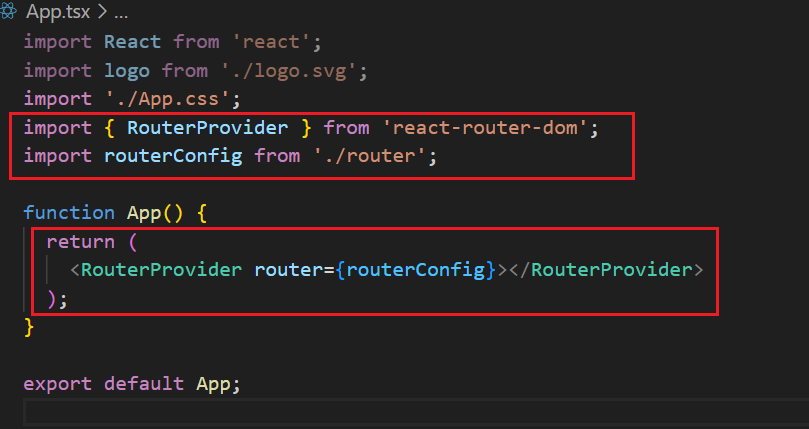 App.tsx > ...
import React from 'react';
import logo from './logo.svg';
import './App.css';
import { RouterProvider } from 'react-router-dom';
import routerConfig from './router';
function App() {
return (
<RouterProvider router={routerConfig}></RouterProvider>
);
}
export default App;